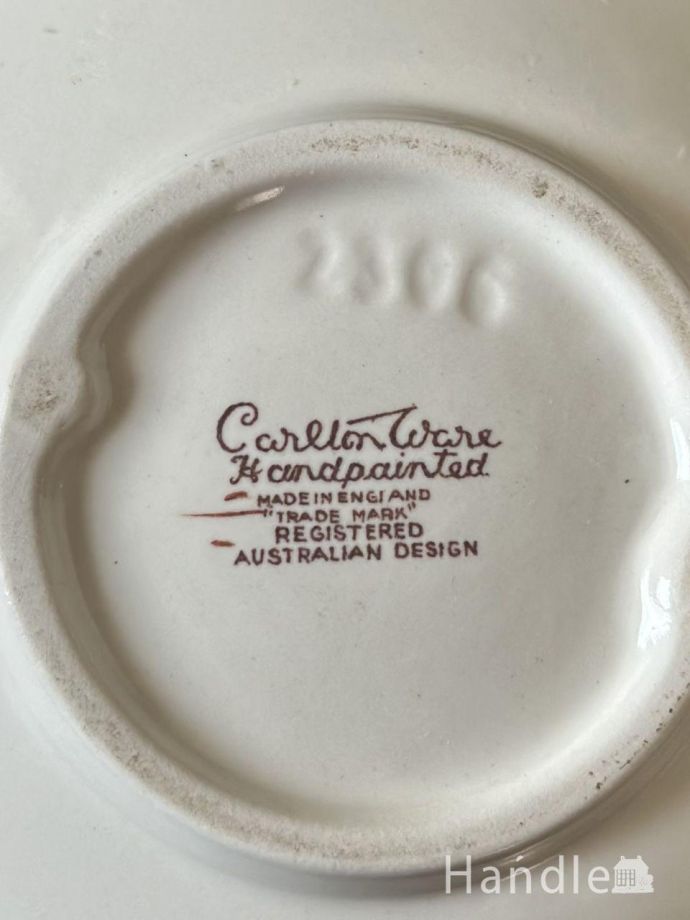 2306
Carlton Ware
Handpainted
MADE IN ENGLAND
"TRADE MARK"
REGISTERED
AUSTRALIAN DESIGN
Handle